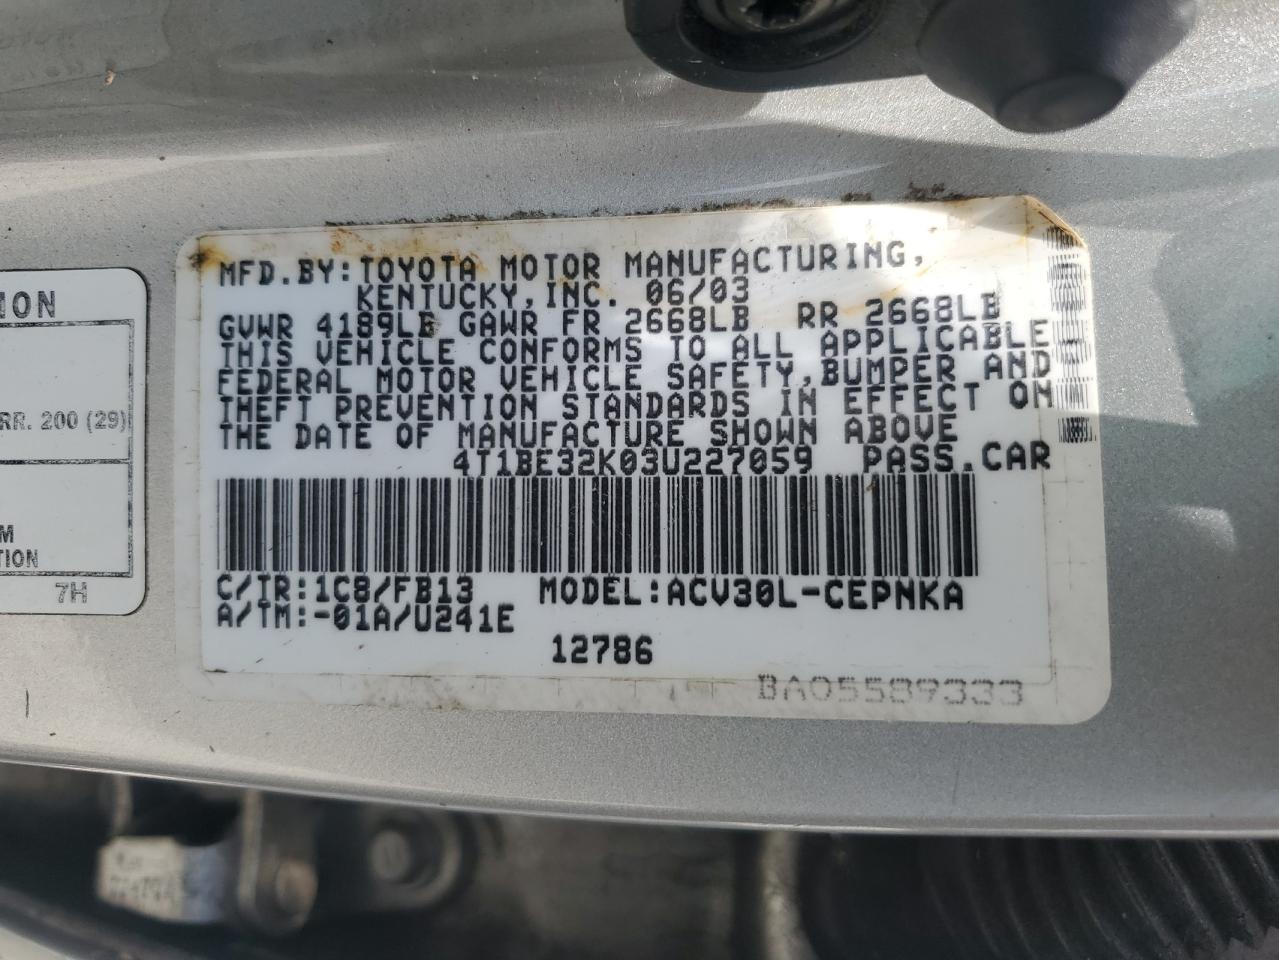 MFD.BY:TOYOTA MOTOR MANUFACTURING,
KENTUCKY,INC. 06/03
GVWR 4189LB GAWR FR 2668LB RR 2668LB
THIS VEHICLE CONFORMS TO ALL APPLICABLE
FEDERAL MOTOR VEHICLE SAFETY,BUMPER AND
THEFT PREVENTION STANDARDS IN EFFECT ON
THE DATE OF MANUFACTURE SHOWN ABOVE
4T1BE32K03U227059 PASS.CAR
C/TR:1C8/FB13 MODEL:ACV30L-CEPNKA
A/TM:-01A/U241E
12786
BA05589333
RR. 200 (29)
7H